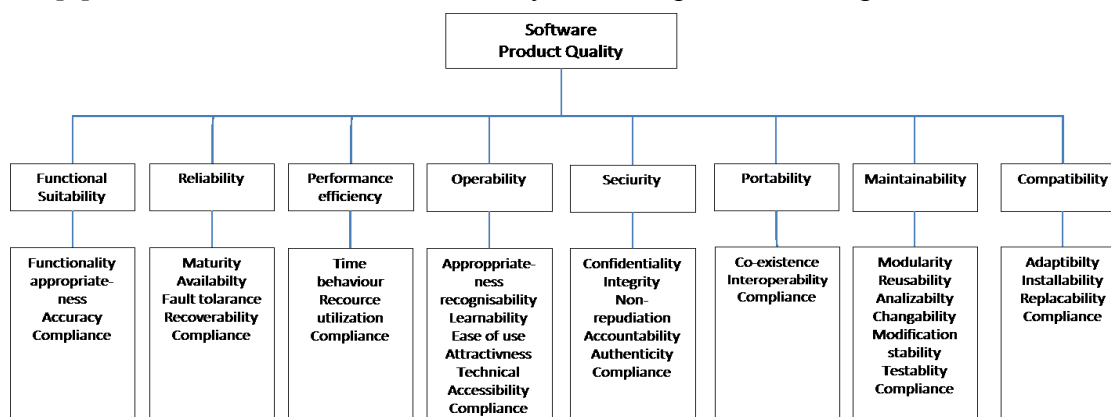 Software
Product Quality
Functional
Suitability
Reliability
Performance
efficiency
Operability
Seciurity
Portability
Maintainability
Compatibility
Functionality
appropriate-
ness
Accuracy
Compliance
Maturity
Availabilty
Fault tolarance
Recoverability
Compliance
Time
behaviour
Recource
utilization
Compliance
Approppriate-
ness
recognisability
Learnability
Ease of use
Attractivness
Technical
Accessibility
Compliance
Confidentiality
Integrity
Non-
repudiation
Accountability
Authenticity
Compliance
Co-existence
Interoperability
Compliance
Modularity
Reusability
Analizabilty
Changability
Modification
stability
Testablity
Compliance
Adaptibilty
Installability
Replacability
Compliance